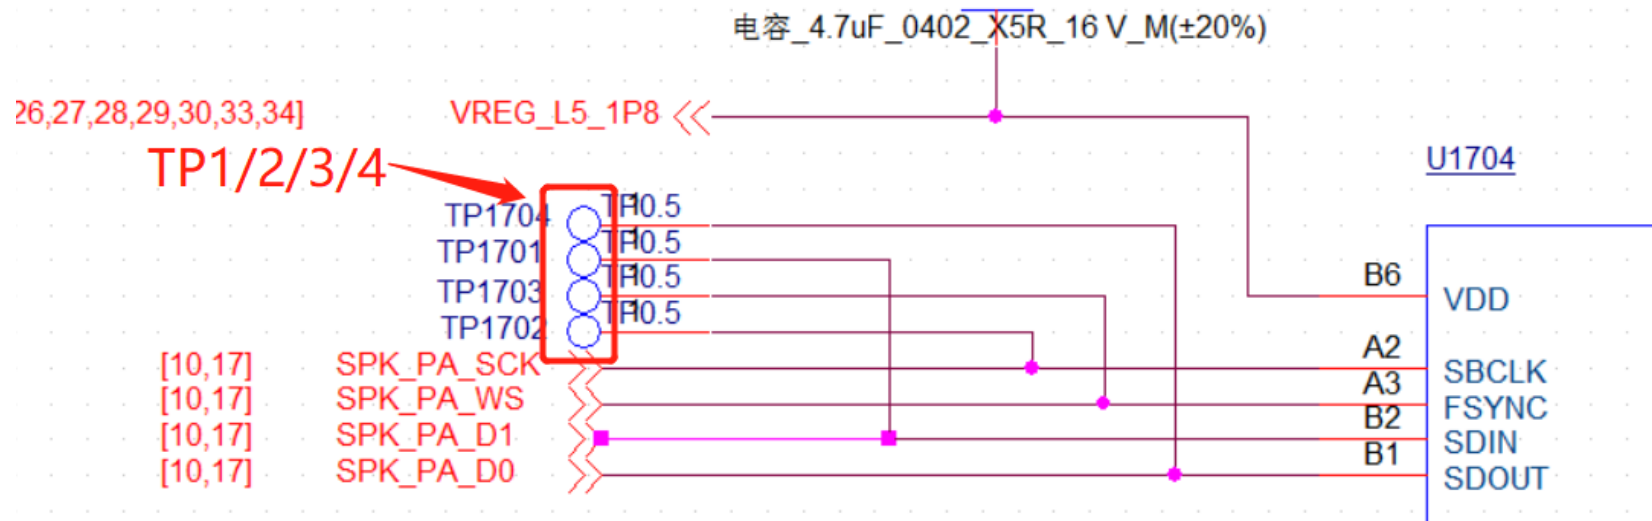 电容_4.7uF_0402_X5R_16 V_M(±20%)
26,27,28,29,30,33,34] VREG_L5_1P8
TP1/2/3/4
U1704
TP1704 TP0.5
TP1701 TP0.5
TP1703 TP0.5
TP1702 TP0.5
B6 VDD
[10,17] SPK_PA_SCK A2 SBCLK
[10,17] SPK_PA_WS A3 FSYNC
[10,17] SPK_PA_D1 B2 SDIN
[10,17] SPK_PA_D0 B1 SDOUT